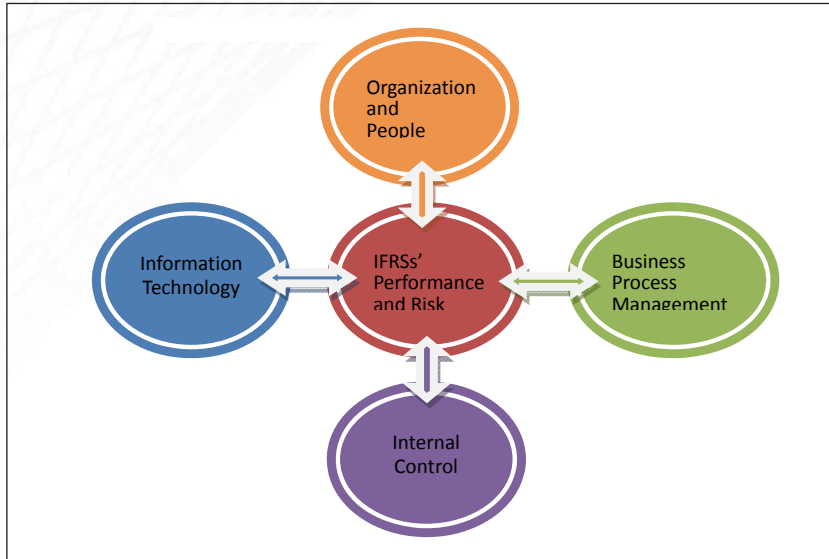 Organization
and
People
Information
Technology
IFRSs’
Performance
and Risk
Business
Process
Management
Internal
Control